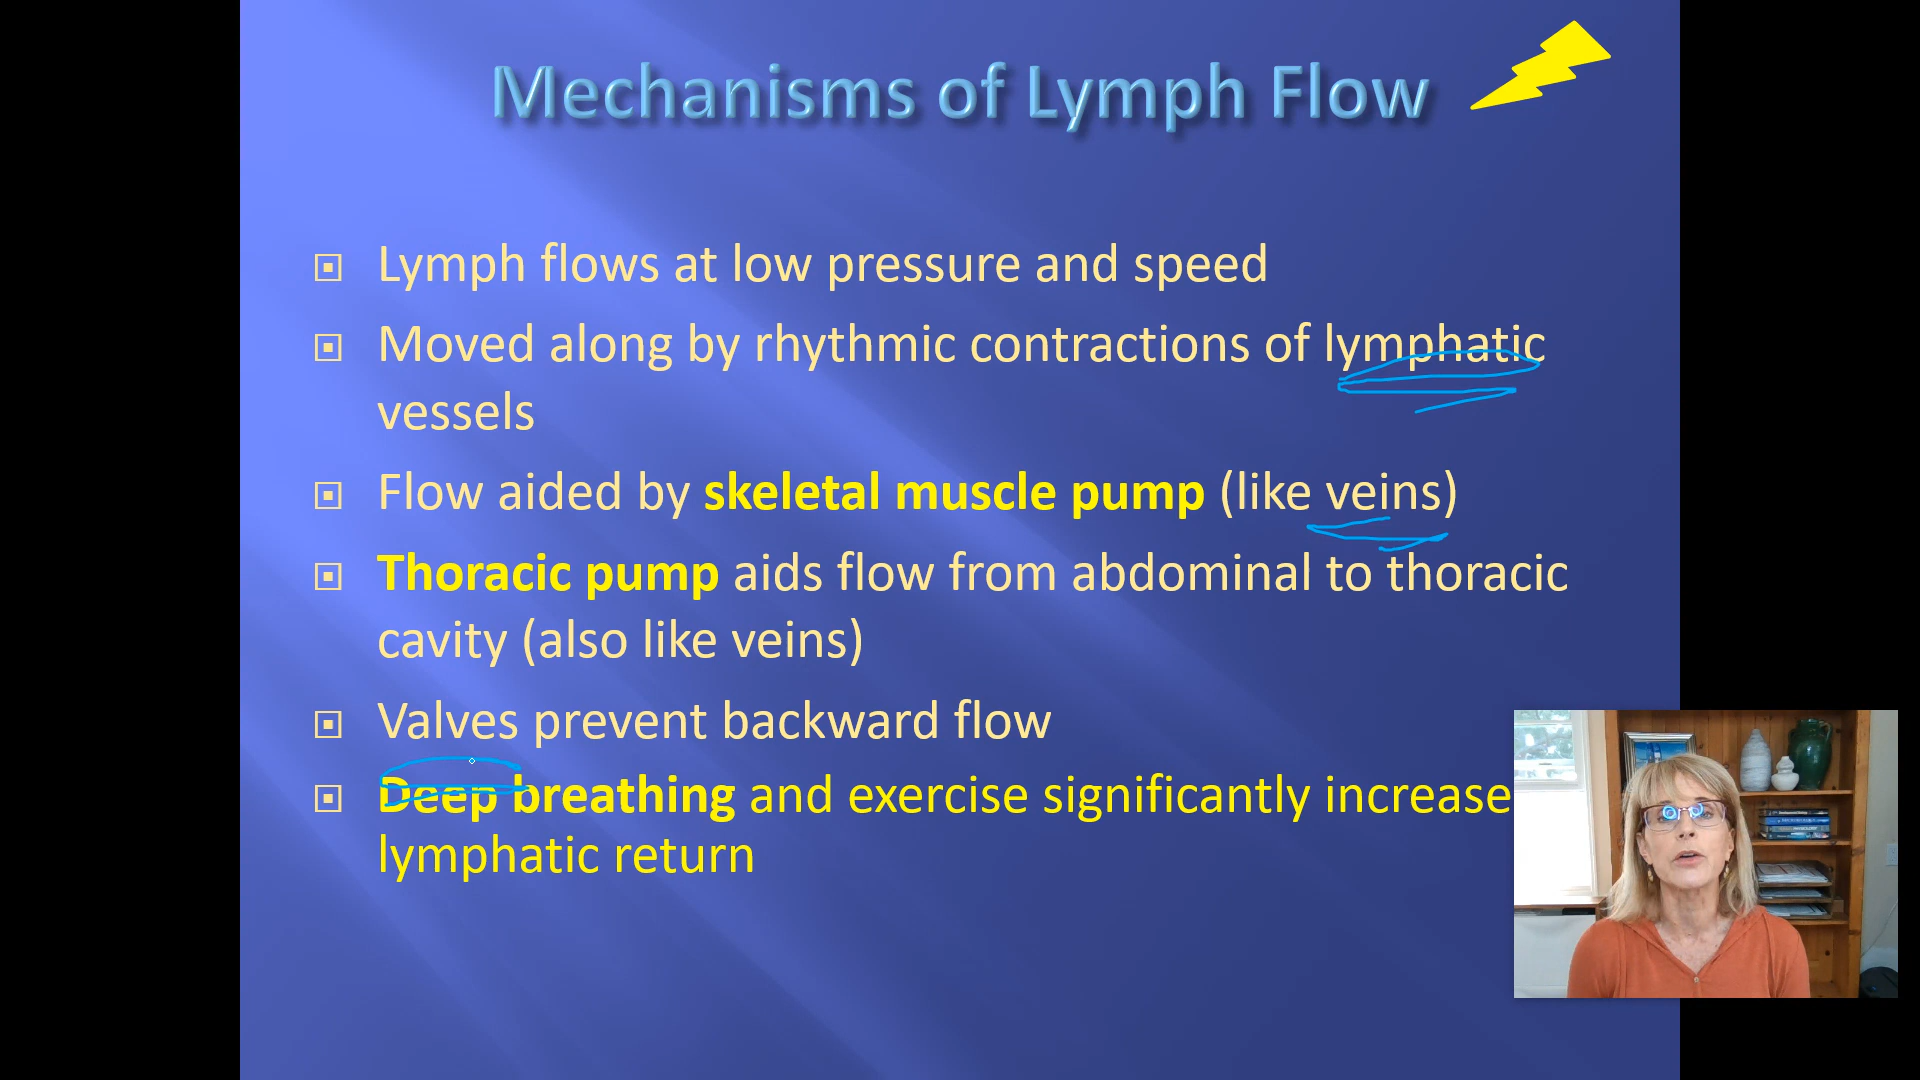 Mechanisms of Lymph Flow
Lymph flows at low pressure and speed
Moved along by rhythmic contractions of lymphatic
vessels
Flow aided by skeletal muscle pump (like veins)
Thoracic pump aids flow from abdominal to thoracic
cavity (also like veins)
Valves prevent backward flow
Deep breathing and exercise significantly increase
lymphatic return